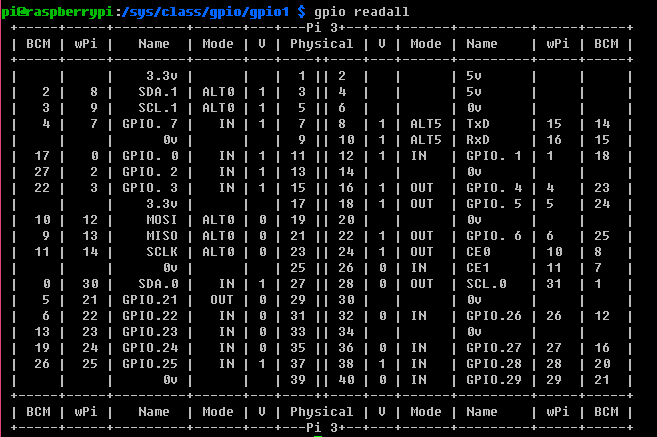 pi@raspberrypi:/sys/class/gpio/gpio1 $ gpio readall
+-----+-----+---------+------+---+---Pi 3---+---+------+---------+-----+-----+
| BCM | wPi |   Name  | Mode | V | Physical | V | Mode | Name    | wPi | BCM |
+-----+-----+---------+------+---+----++----+---+------+---------+-----+-----+
|     |     |    3.3v |      |   |  1 || 2  |   |      | 5v      |     |     |
|   2 |   8 |   SDA.1 | ALT0 | 1 |  3 || 4  |   |      | 5v      |     |     |
|   3 |   9 |   SCL.1 | ALT0 | 1 |  5 || 6  |   |      | 0v      |     |     |
|   4 |   7 | GPIO. 7 |   IN | 1 |  7 || 8  | 1 | ALT5 | TxD     | 15  | 14  |
|     |     |      0v |      |   |  9 || 10 | 1 | ALT5 | RxD     | 16  | 15  |
|  17 |   0 | GPIO. 0 |   IN | 1 | 11 || 12 | 1 | IN   | GPIO. 1 | 1   | 18  |
|  27 |   2 | GPIO. 2 |   IN | 1 | 13 || 14 |   |      | 0v      |     |     |
|  22 |   3 | GPIO. 3 |   IN | 1 | 15 || 16 | 1 | OUT  | GPIO. 4 | 4   | 23  |
|     |     |    3.3v |      |   | 17 || 18 | 1 | OUT  | GPIO. 5 | 5   | 24  |
|  10 |  12 |    MOSI | ALT0 | 0 | 19 || 20 |   |      | 0v      |     |     |
|   9 |  13 |    MISO | ALT0 | 0 | 21 || 22 | 1 | OUT  | GPIO. 6 | 6   | 25  |
|  11 |  14 |    SCLK | ALT0 | 0 | 23 || 24 | 1 | OUT  | CE0     | 10  | 8   |
|     |     |      0v |      |   | 25 || 26 | 0 | IN   | CE1     | 11  | 7   |
|   0 |  30 |   SDA.0 |   IN | 1 | 27 || 28 | 0 | OUT  | SCL.0   | 31  | 1   |
|   5 |  21 | GPIO.21 |  OUT | 0 | 29 || 30 |   |      | 0v      |     |     |
|   6 |  22 | GPIO.22 |   IN | 0 | 31 || 32 | 0 | IN   | GPIO.26 | 26  | 12  |
|  13 |  23 | GPIO.23 |   IN | 0 | 33 || 34 |   |      | 0v      |     |     |
|  19 |  24 | GPIO.24 |   IN | 0 | 35 || 36 | 0 | IN   | GPIO.27 | 27  | 16  |
|  26 |  25 | GPIO.25 |   IN | 1 | 37 || 38 | 1 | IN   | GPIO.28 | 28  | 20  |
|     |     |      0v |      |   | 39 || 40 | 0 | IN   | GPIO.29 | 29  | 21  |
+-----+-----+---------+------+---+----++----+---+------+---------+-----+-----+
| BCM | wPi |   Name  | Mode | V | Physical | V | Mode | Name    | wPi | BCM |
+-----+-----+---------+------+---+---Pi 3---+---+------+---------+-----+-----+